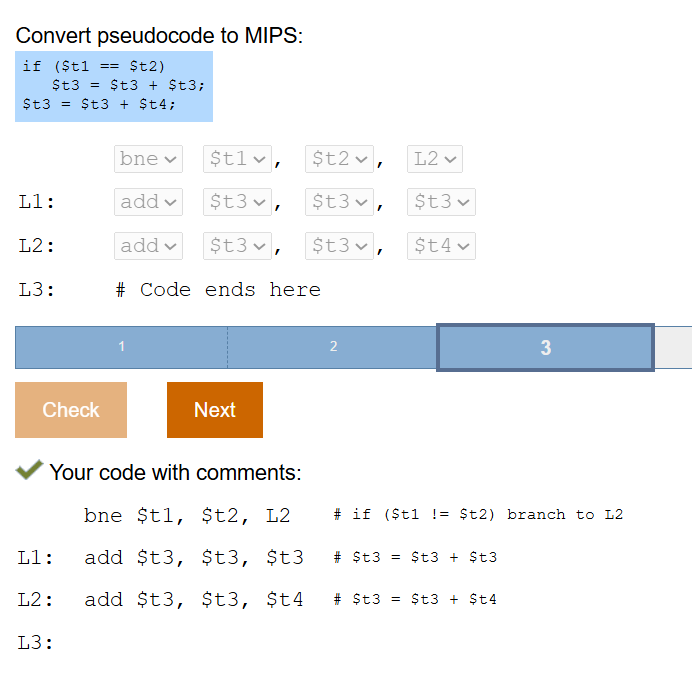 Convert pseudocode to MIPS:
if ($t1 == $t2)
$t3 = $t3 + $t3;
$t3 = $t3 + $t4;
bne $t1, $t2, L2
L1: add $t3, $t3, $t3
L2: add $t3, $t3, $t4
L3: # Code ends here
1 2 3
Check Next
Your code with comments:
bne $t1, $t2, L2 # if ($t1 != $t2) branch to L2
L1: add $t3, $t3, $t3 # $t3 = $t3 + $t3
L2: add $t3, $t3, $t4 # $t3 = $t3 + $t4
L3: